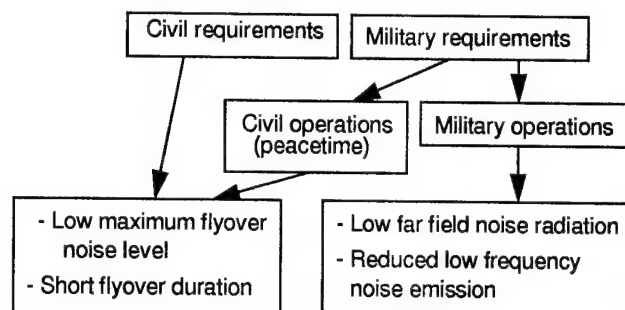 Civil requirements
Military requirements
Civil operations
(peacetime)
Military operations
- Low maximum flyover
noise level
- Short flyover duration
- Low far field noise radiation
- Reduced low frequency
noise emission